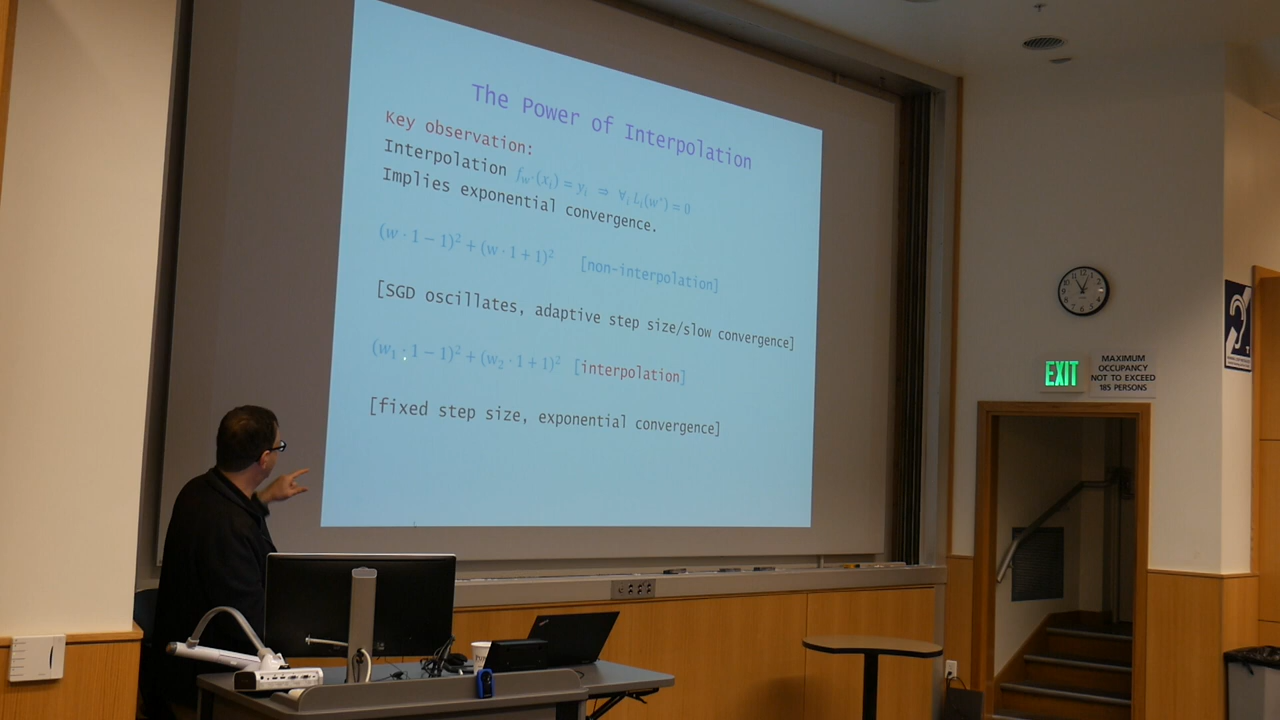 The Power of Interpolation
Key observation:
Interpolation f_{w*}(x_i) = y_i ⇒ ∀_i L_i(w*) = 0
Implies exponential convergence.
(w · 1 − 1)² + (w · 1 + 1)² [non-interpolation]
[SGD oscillates, adaptive step size/slow convergence]
(w₁ · 1 − 1)² + (w₂ · 1 + 1)² [interpolation]
[fixed step size, exponential convergence]
EXIT
MAXIMUM
OCCUPANCY
NOT TO EXCEED
185 PERSONS